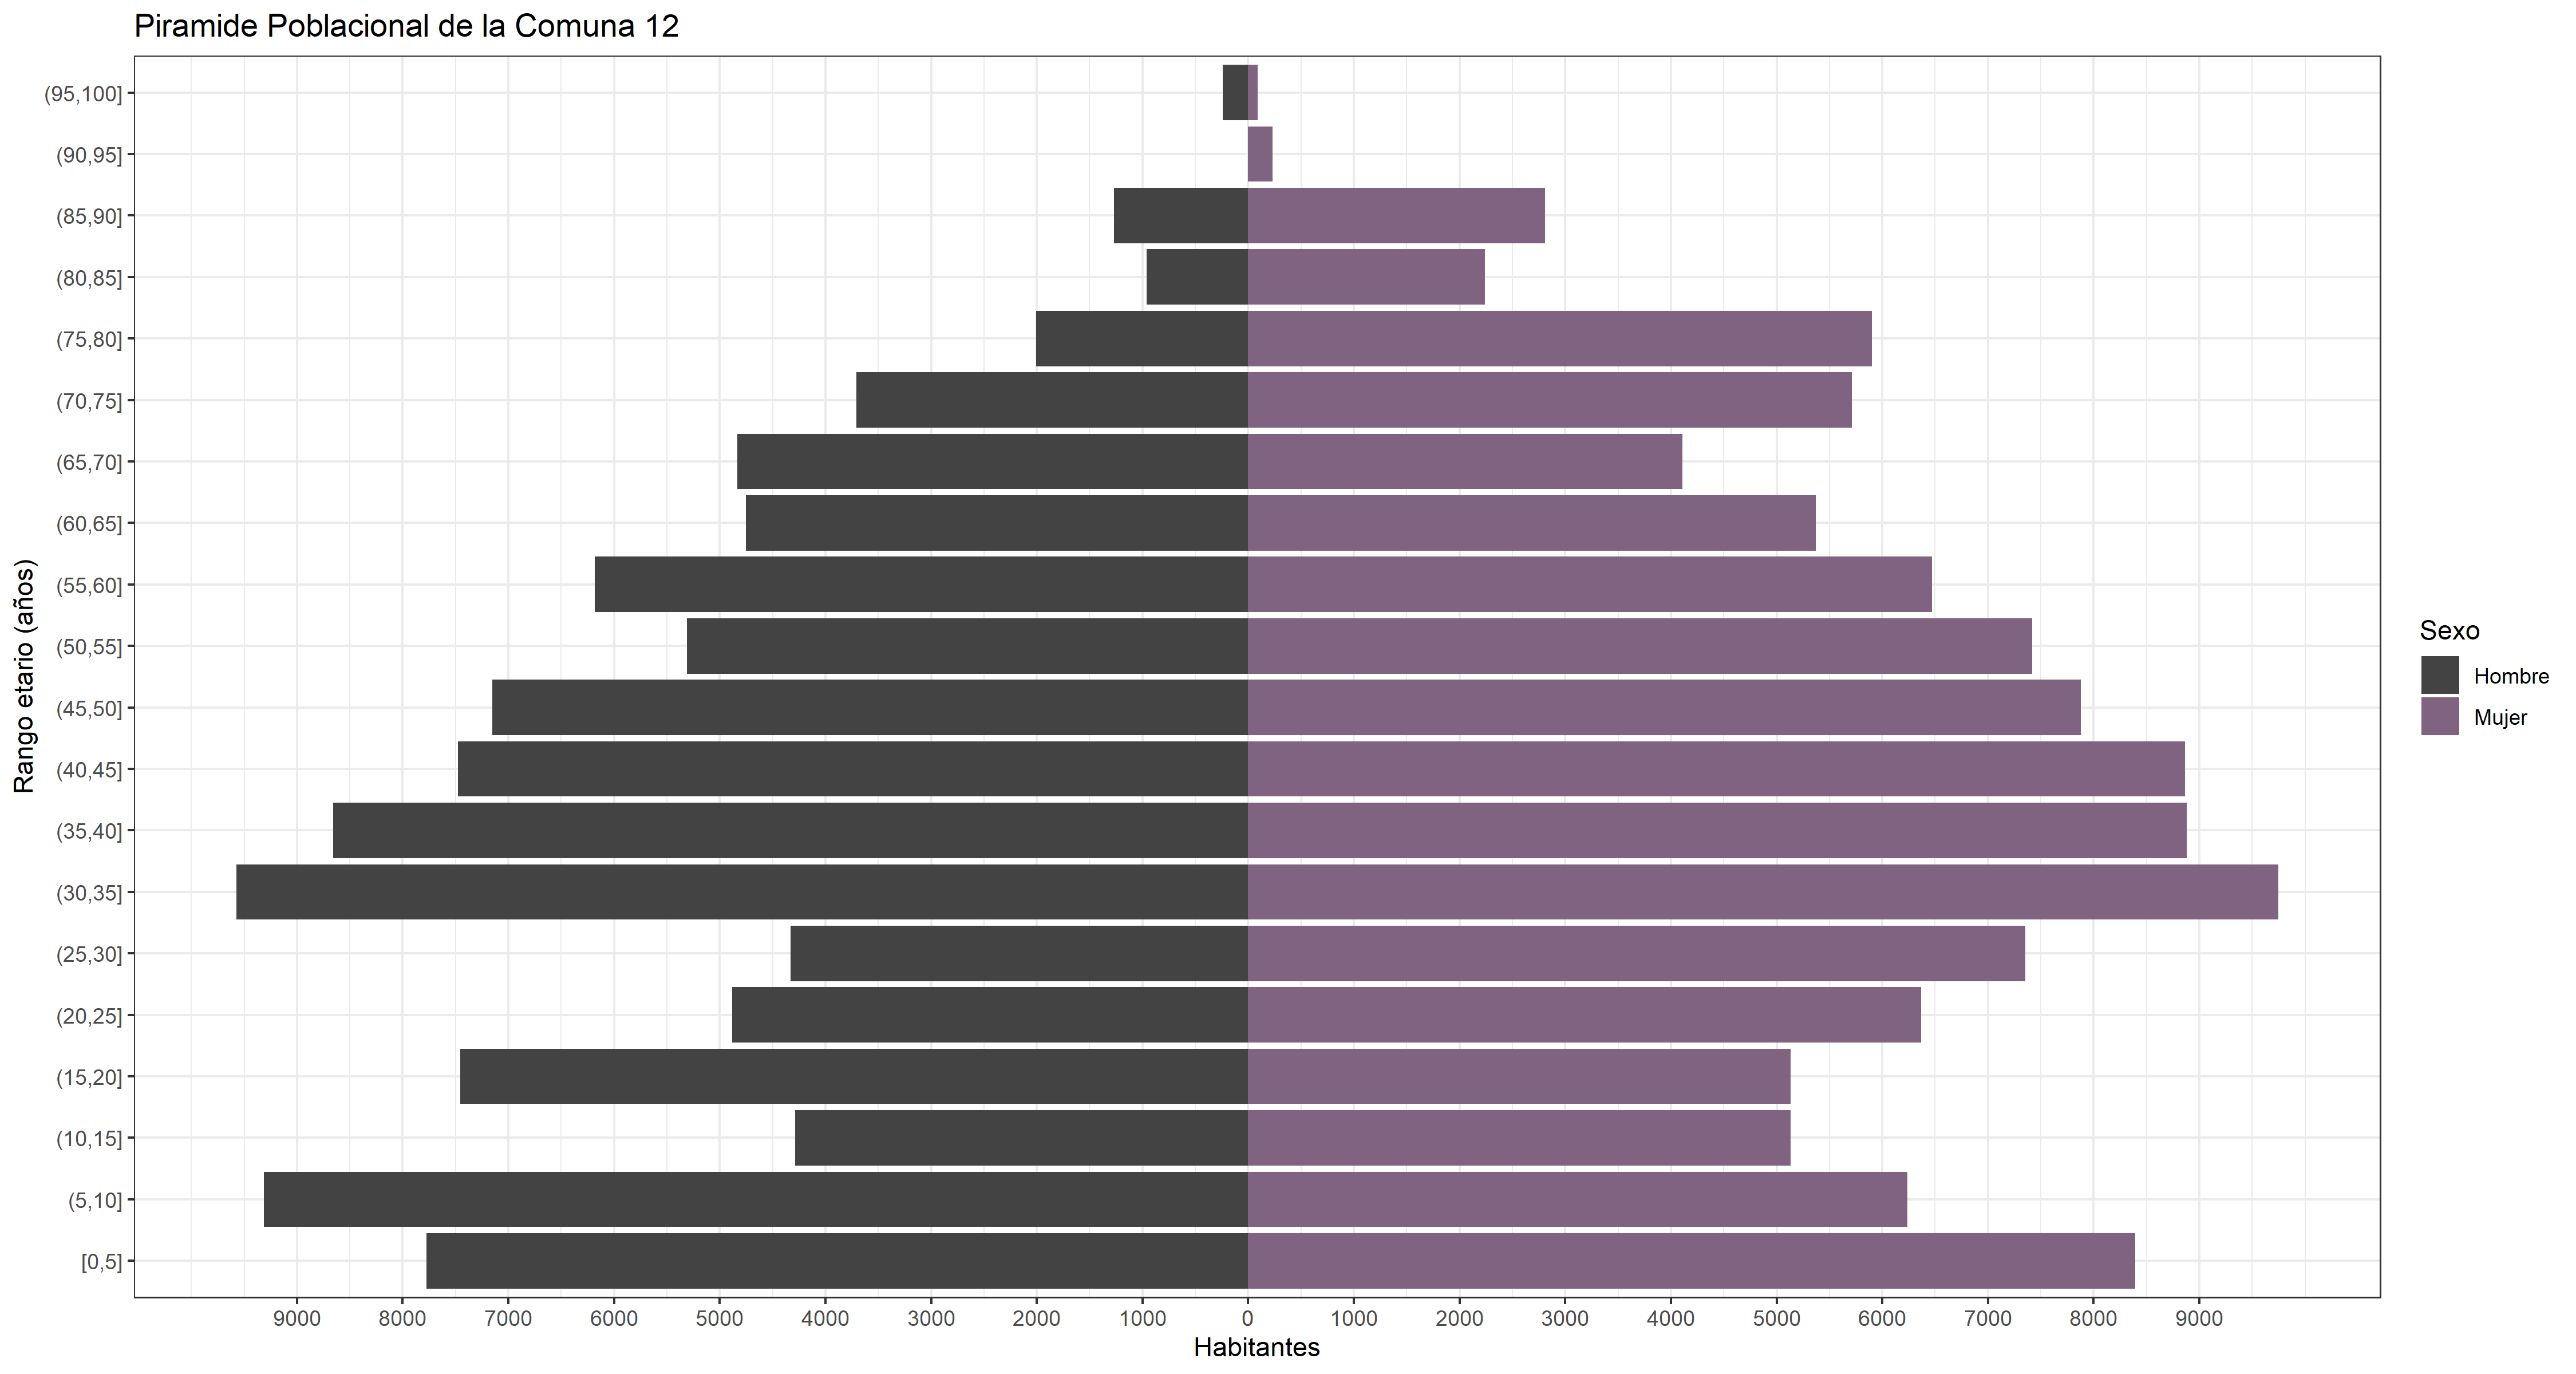 Piramide Poblacional de la Comuna 12
(95,100]
(90,95]
(85,90]
(80,85]
(75,80]
(70,75]
(65,70]
(60,65]
(55,60]
(50,55]
(45,50]
(40,45]
(35,40]
(30,35]
(25,30]
(20,25]
(15,20]
(10,15]
(5,10]
[0,5]
Rango etario (años)
9000 8000 7000 6000 5000 4000 3000 2000 1000 0 1000 2000 3000 4000 5000 6000 7000 8000 9000
Habitantes
Sexo
Hombre
Mujer